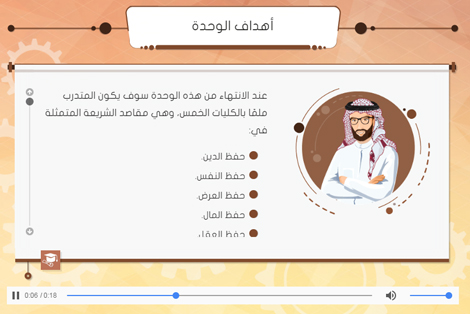 أهداف الوحدة
عند الانتهاء من هذه الوحدة سوف يكون المتدرب
ملمًا بالكليات الخمس، وهي مقاصد الشريعة المتمثلة
في:
حفظ الدين.
حفظ النفس.
حفظ العرض.
حفظ المال.
حفظ العقل
0:06 / 0:18